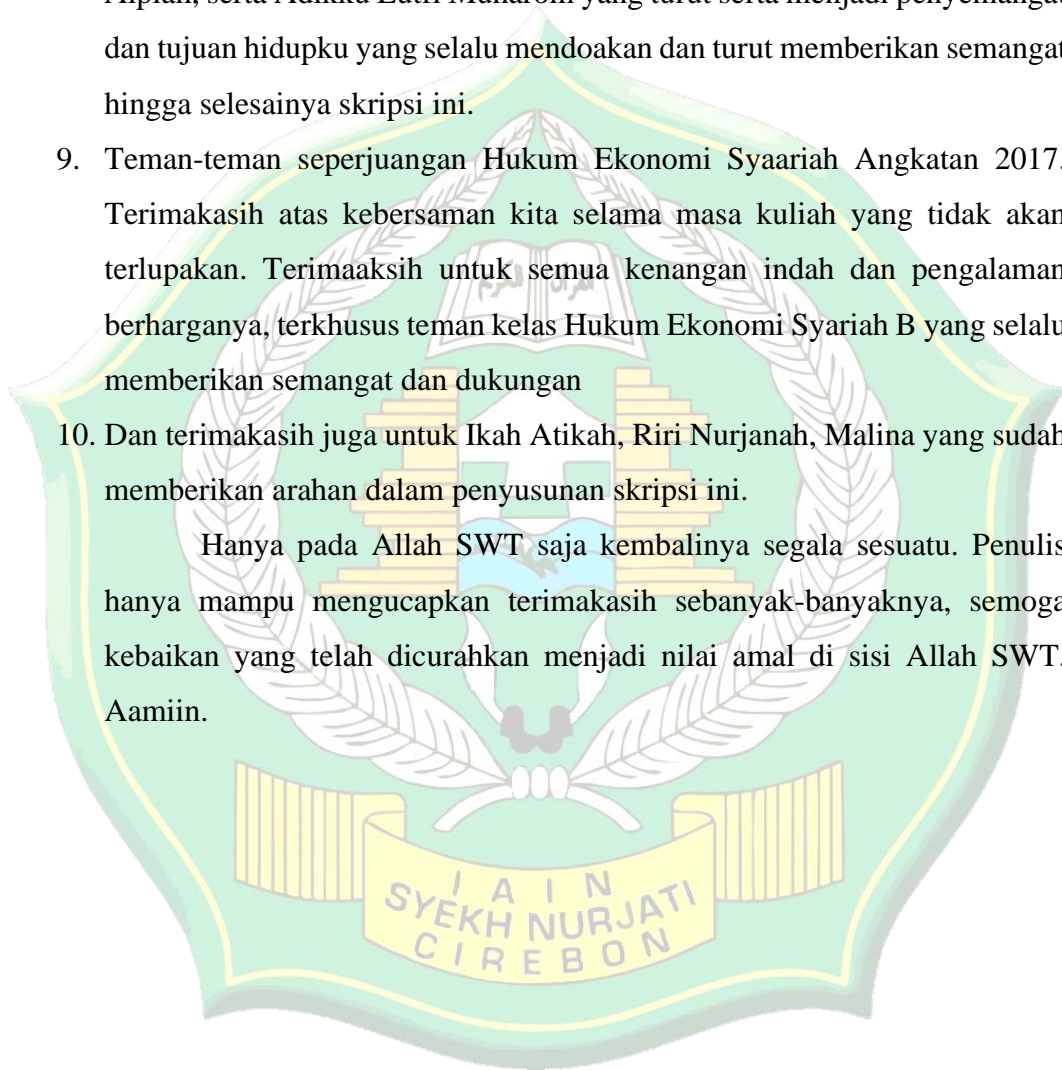 serta Adikku Lutfi Muharom yang turut serta menjadi penyemangat
dan tujuan hidupku yang selalu mendoakan dan turut memberikan semangat
hingga selesainya skripsi ini.
9. Teman-teman seperjuangan Hukum Ekonomi Syaariah Angkatan 2017.
Terimakasih atas kebersaman kita selama masa kuliah yang tidak akan
terlupakan. Terimaaksih untuk semua kenangan indah dan pengalaman
berharganya, terkhusus teman kelas Hukum Ekonomi Syariah B yang selalu
memberikan semangat dan dukungan
10. Dan terimakasih juga untuk Ikah Atikah, Riri Nurjanah, Malina yang sudah
memberikan arahan dalam penyusunan skripsi ini.
Hanya pada Allah SWT saja kembalinya segala sesuatu. Penulis
hanya mampu mengucapkan terimakasih sebanyak-banyaknya, semoga
kebaikan yang telah dicurahkan menjadi nilai amal di sisi Allah SWT.
Aamiin.
القرآن الكريم
IAIN
SYEKH NURJATI
CIREBON